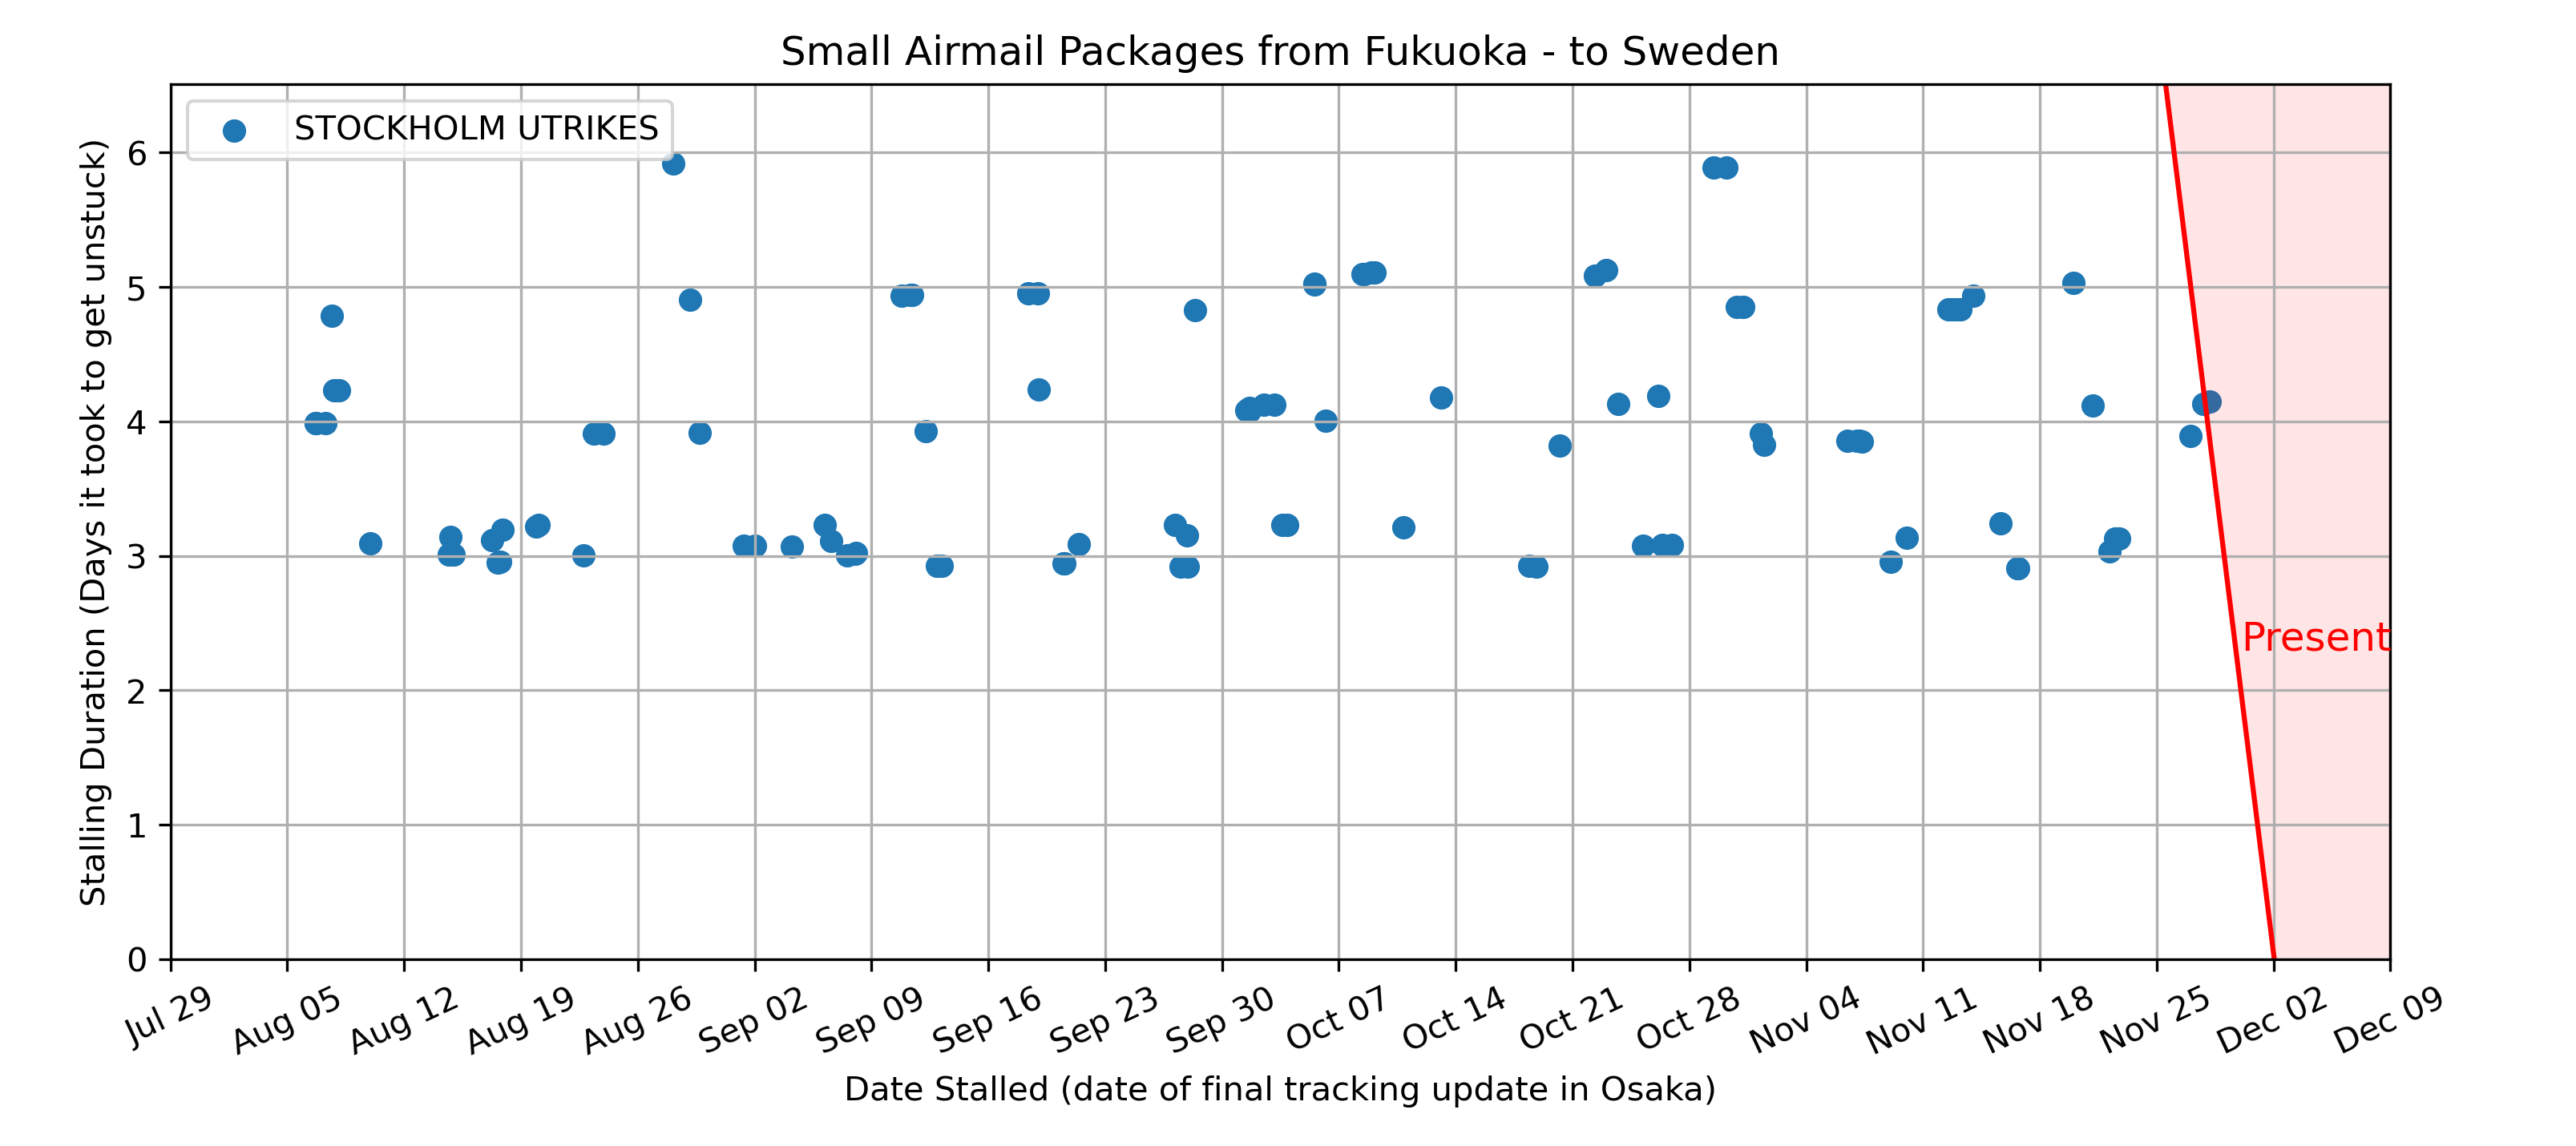 Small Airmail Packages from Fukuoka - to Sweden
STOCKHOLM UTRIKES
Stalling Duration (Days it took to get unstuck)
6
5
4
3
2
1
0
Present
Jul 29
Aug 05
Aug 12
Aug 19
Aug 26
Sep 02
Sep 09
Sep 16
Sep 23
Sep 30
Oct 07
Oct 14
Oct 21
Oct 28
Nov 04
Nov 11
Nov 18
Nov 25
Dec 02
Dec 09
Date Stalled (date of final tracking update in Osaka)